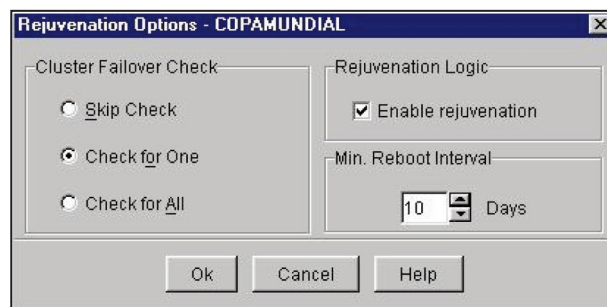 Rejuvenation Options - COPAMUNDIAL
Cluster Failover Check
Skip Check
Check for One
Check for All
Rejuvenation Logic
Enable rejuvenation
Min. Reboot Interval
10 Days
Ok Cancel Help